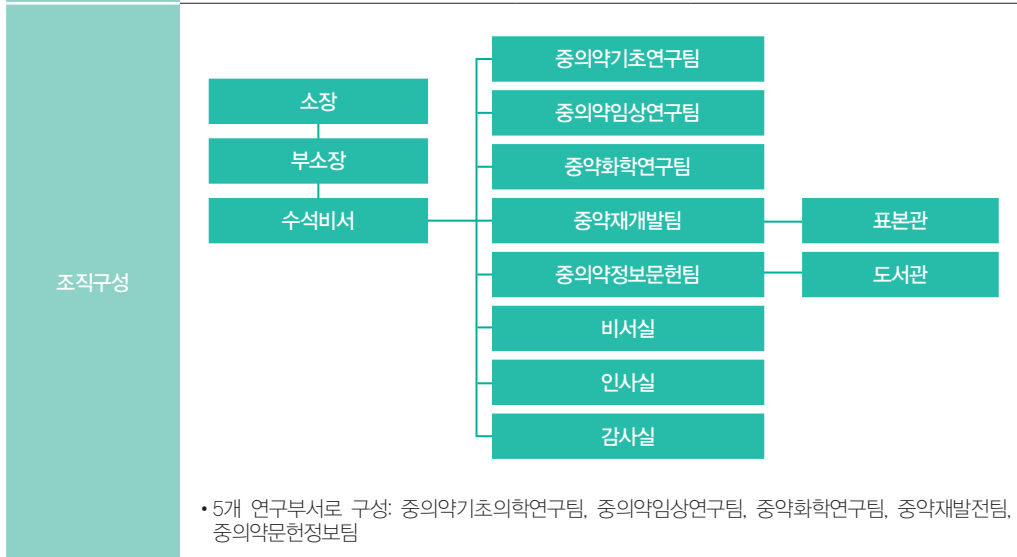 조직구성
소장
부소장
수석비서
중의약기초연구팀
중의약임상연구팀
중약화학연구팀
중약재개발팀
중의약정보문헌팀
비서실
인사실
감사실
표본관
도서관
• 5개 연구부서로 구성: 중의약기초의학연구팀, 중의약임상연구팀, 중약화학연구팀, 중약재발전팀,
중의약문헌정보팀